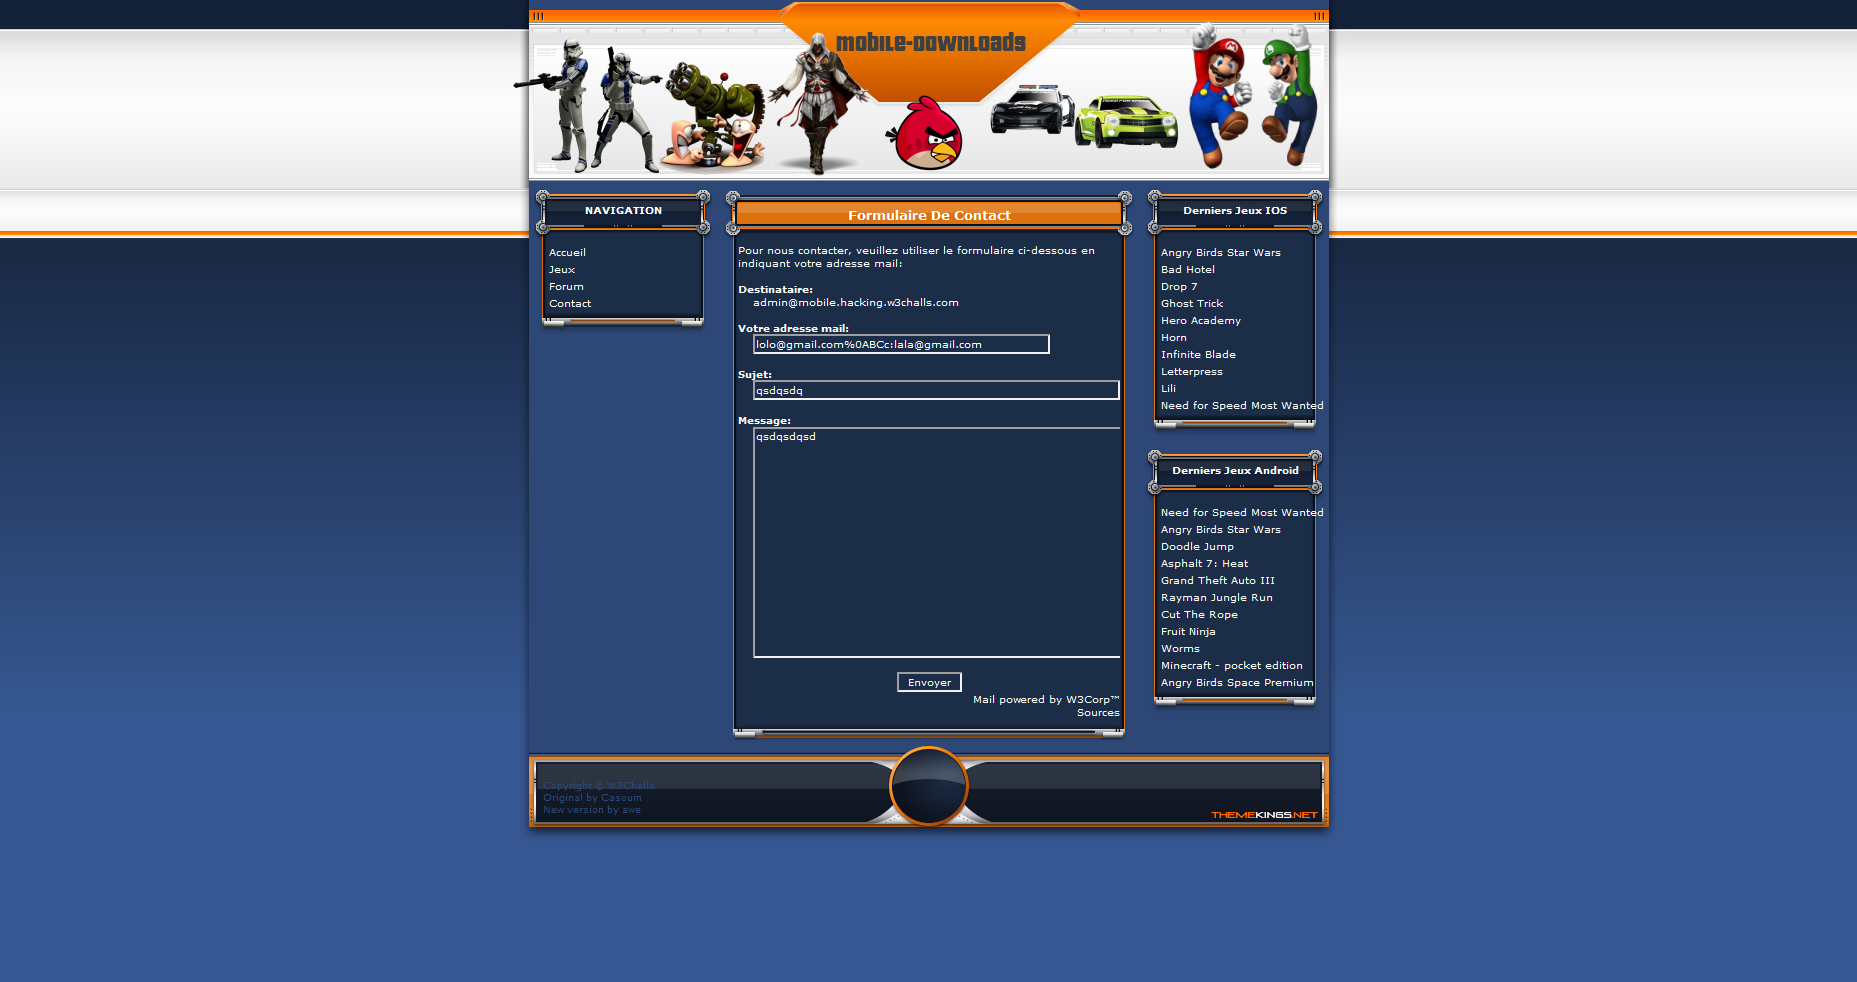 MOBILE-DOWNLOADS
NAVIGATION
Accueil
Jeux
Forum
Contact
Formulaire De Contact
Pour nous contacter, veuillez utiliser le formulaire ci-dessous en
indiquant votre adresse mail:
Destinataire:
admin@mobile.hacking.w3challs.com
Votre adresse mail:
lolo@gmail.com%0ABCc:lala@gmail.com
Sujet:
qsdqsdq
Message:
qsdqsdqsd
Envoyer
Mail powered by W3Corp™
Sources
Derniers Jeux IOS
Angry Birds Star Wars
Bad Hotel
Drop 7
Ghost Trick
Hero Academy
Horn
Infinite Blade
Letterpress
Lili
Need for Speed Most Wanted
Derniers Jeux Android
Need for Speed Most Wanted
Angry Birds Star Wars
Doodle Jump
Asphalt 7: Heat
Grand Theft Auto III
Rayman Jungle Run
Cut The Rope
Fruit Ninja
Worms
Minecraft - pocket edition
Angry Birds Space Premium
Copyright © W3Challs
Original by Casoum
New version by awe
THEMEKINGS.NET